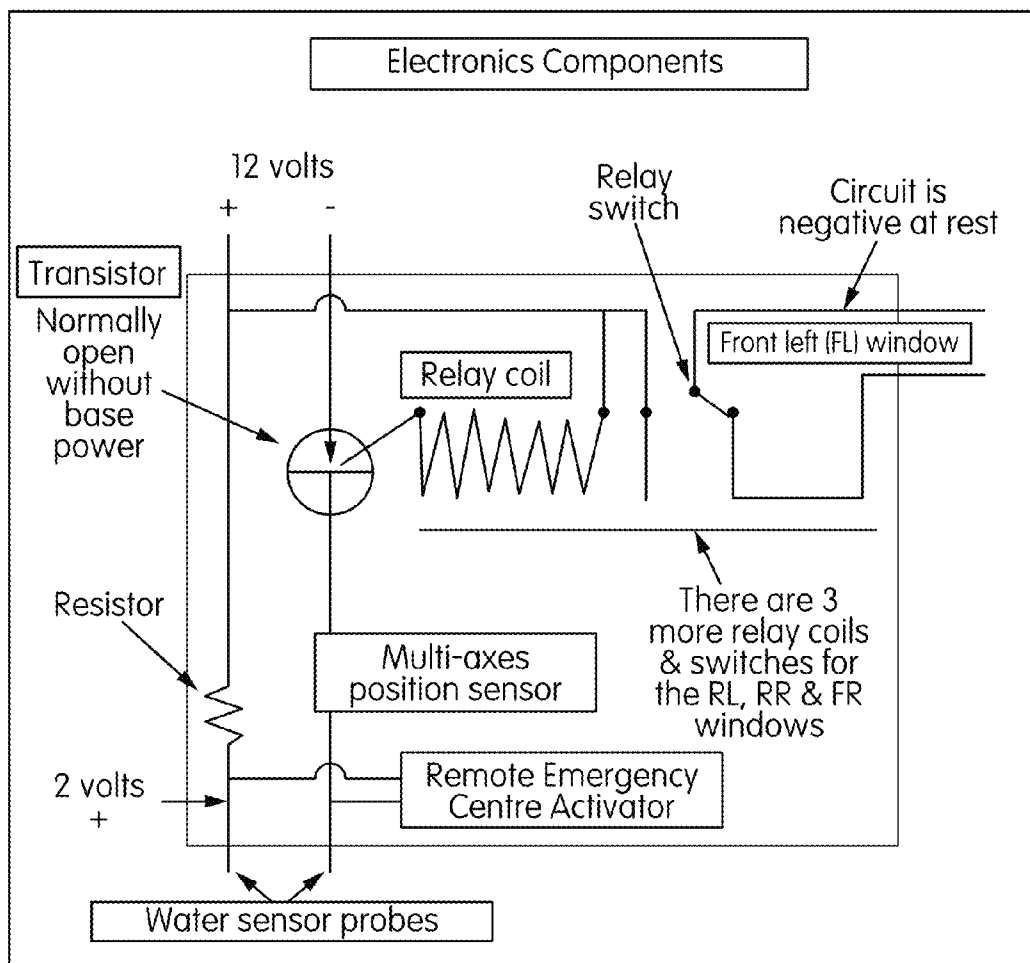 Electronics Components
12 volts
+ -
Relay
switch
Circuit is
negative at rest
Transistor
Normally
open
without
base
power
Front left (FL) window
Relay coil
Resistor
Multi-axes
position sensor
There are 3
more relay coils
& switches for
the RL, RR & FR
windows
2 volts
+
Remote Emergency
Centre Activator
Water sensor probes